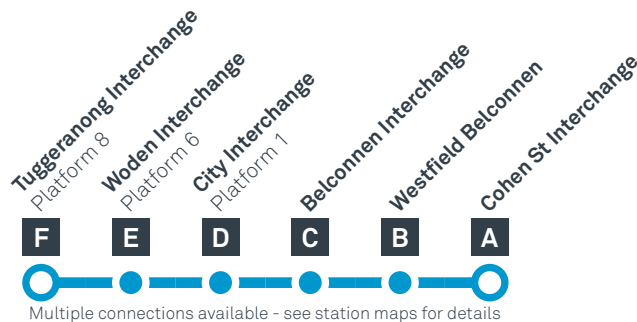 Tuggeranong Interchange
Platform 8
Woden Interchange
Platform 6
City Interchange
Platform 1
Belconnen Interchange
Westfield Belconnen
Cohen St Interchange
F E D C B A
Multiple connections available - see station maps for details